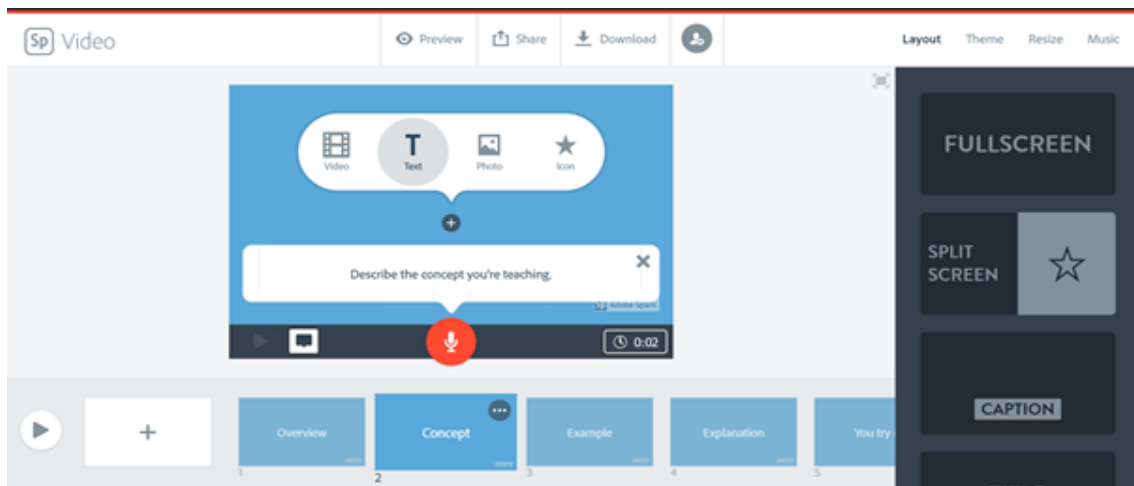 Sp Video
Preview
Share
Download
Layout
Theme
Resize
Music
Video
Text
Photo
Icon
Describe the concept you're teaching.
Adobe Spark
0:02
FULLSCREEN
SPLIT
SCREEN
CAPTION
Overview
Concept
Example
Explanation
You try
1
2
3
4
5